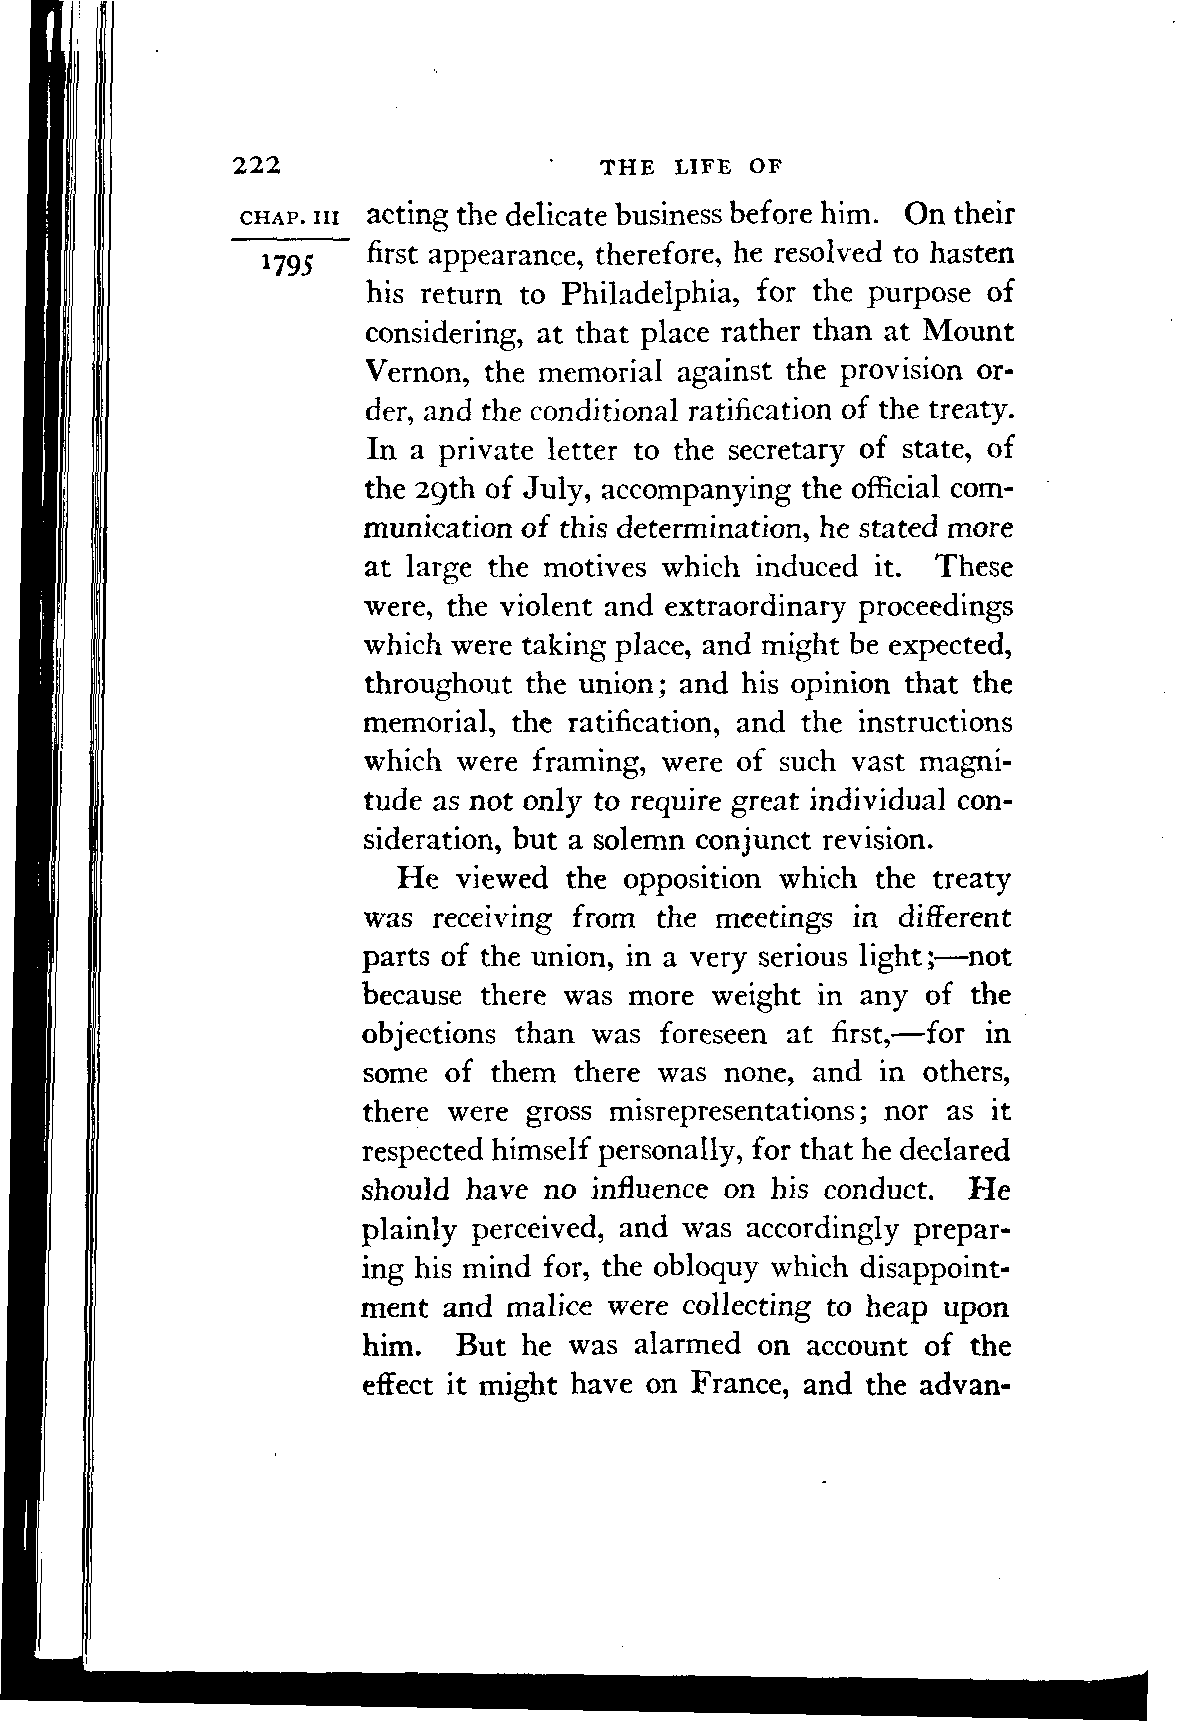 222 THE LIFE OF
CHAP. III acting the delicate business before him. On their
1795 first appearance, therefore, he resolved to hasten
his return to Philadelphia, for the purpose of
considering, at that place rather than at Mount
Vernon, the memorial against the provision or-
der, and the conditional ratification of the treaty.
In a private letter to the secretary of state, of
the 29th of July, accompanying the official com-
munication of this determination, he stated more
at large the motives which induced it. These
were, the violent and extraordinary proceedings
which were taking place, and might be expected,
throughout the union; and his opinion that the
memorial, the ratification, and the instructions
which were framing, were of such vast magni-
tude as not only to require great individual con-
sideration, but a solemn conjunct revision.
He viewed the opposition which the treaty
was receiving from the meetings in different
parts of the union, in a very serious light;—not
because there was more weight in any of the
objections than was foreseen at first,—for in
some of them there was none, and in others,
there were gross misrepresentations; nor as it
respected himself personally, for that he declared
should have no influence on his conduct. He
plainly perceived, and was accordingly prepar-
ing his mind for, the obloquy which disappoint-
ment and malice were collecting to heap upon
him. But he was alarmed on account of the
effect it might have on France, and the advan-